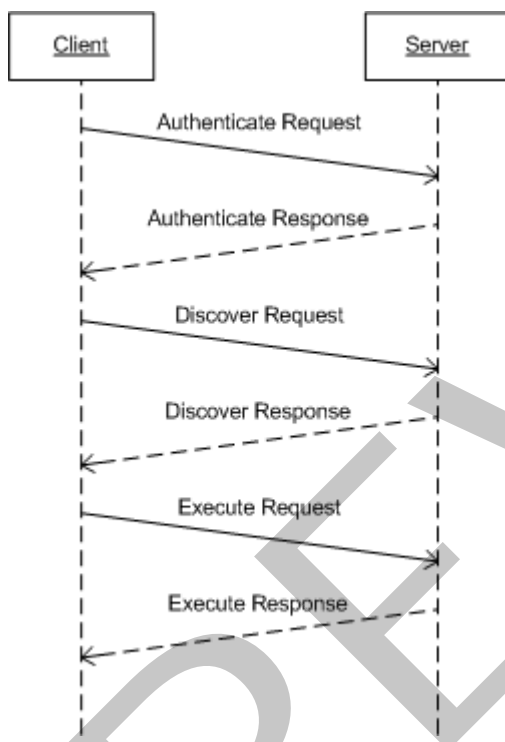 Client
Server
Authenticate Request
Authenticate Response
Discover Request
Discover Response
Execute Request
Execute Response